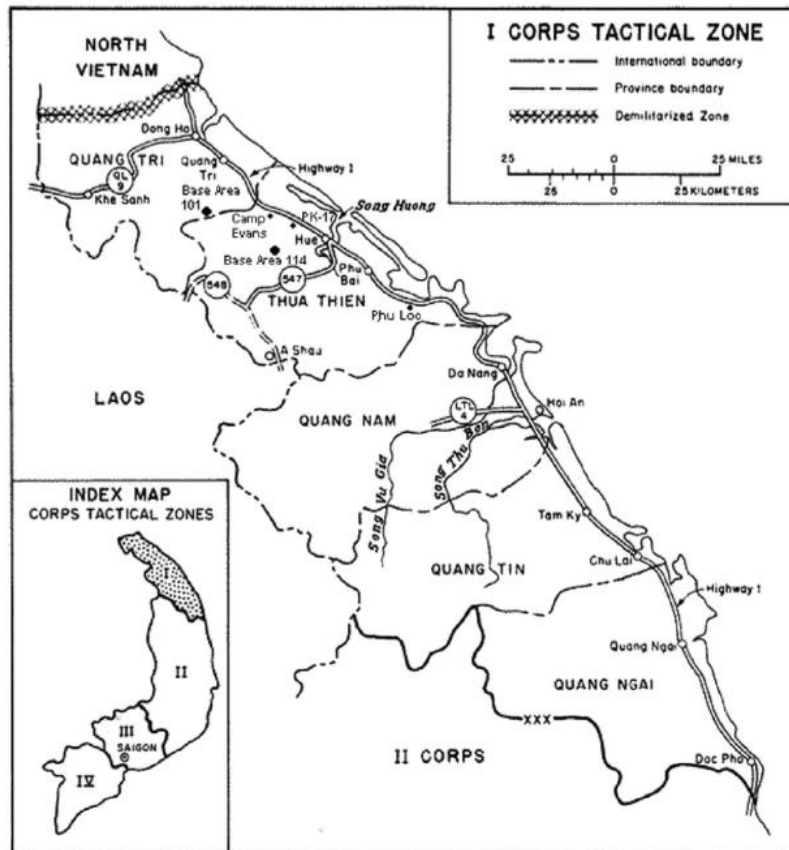 I CORPS TACTICAL ZONE
International boundary
Province boundary
Demilitarized Zone
25 0 25 MILES
25 0 25 KILOMETERS
NORTH
VIETNAM
Dong Ha
QUANG TRI
Quang
Tri
Highway 1
QL
9
Khe Sanh
Base Area
101
Camp
Evans
PK-17
Song Huong
Hue
Base Area 114
Phu
Bai
548
547
THUA THIEN
Phu Loc
A Shau
LAOS
Da Nang
QUANG NAM
LTL
4
Hoi An
Song Vu Gia
Song Thu Bon
Tam Ky
QUANG TIN
Chu Lai
Highway 1
Quang Ngai
QUANG NGAI
XXX
II CORPS
Doc Pho
INDEX MAP
CORPS TACTICAL ZONES
I
II
III
SAIGON
IV